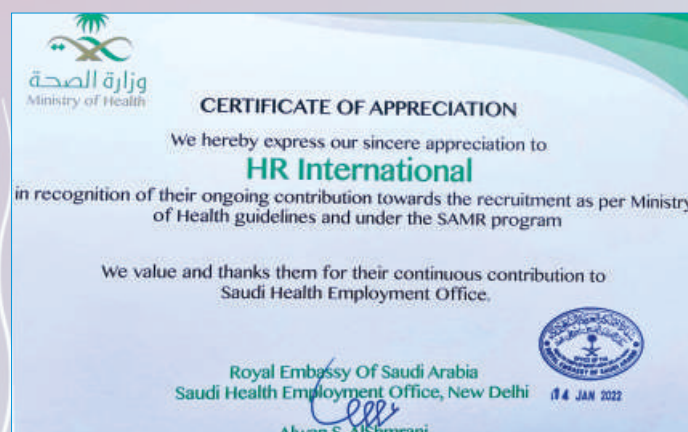 وزارة الصحة
Ministry of Health
CERTIFICATE OF APPRECIATION
We hereby express our sincere appreciation to
HR International
in recognition of their ongoing contribution towards the recruitment as per Ministry
of Health guidelines and under the SAMR program
We value and thanks them for their continuous contribution to
Saudi Health Employment Office.
Royal Embassy Of Saudi Arabia
Saudi Health Employment Office, New Delhi
14 JAN 2022